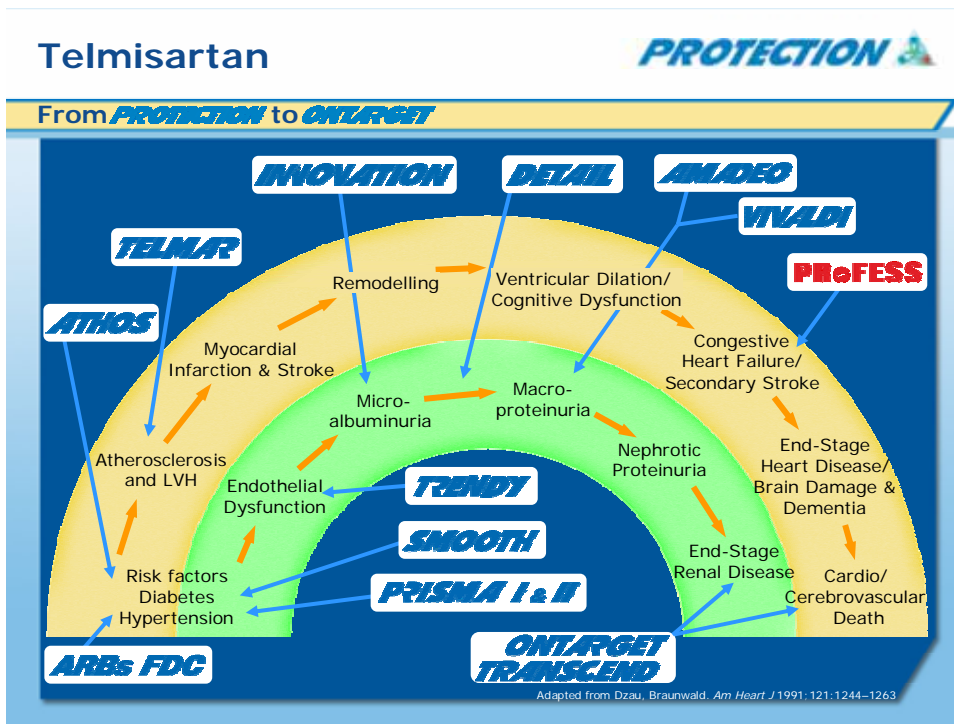 Telmisartan
PROTECTION
From PROTECTION to ONTARGET
INNOVATION
DETAIL
AMADEO
VIVALDI
TELMAR
PRoFESS
ATHOS
Remodelling
Ventricular Dilation/
Cognitive Dysfunction
Myocardial
Infarction & Stroke
Congestive
Heart Failure/
Secondary Stroke
Micro-
albuminuria
Macro-
proteinuria
Atherosclerosis
and LVH
Endothelial
Dysfunction
Nephrotic
Proteinuria
End-Stage
Heart Disease/
Brain Damage &
Dementia
TRENDY
SMOOTH
PRISMA I & II
Risk factors
Diabetes
Hypertension
End-Stage
Renal Disease
Cardio/
Cerebrovascular
Death
ARBs FDC
ONTARGET
TRANSCEND
Adapted from Dzau, Braunwald. Am Heart J 1991;121:1244–1263